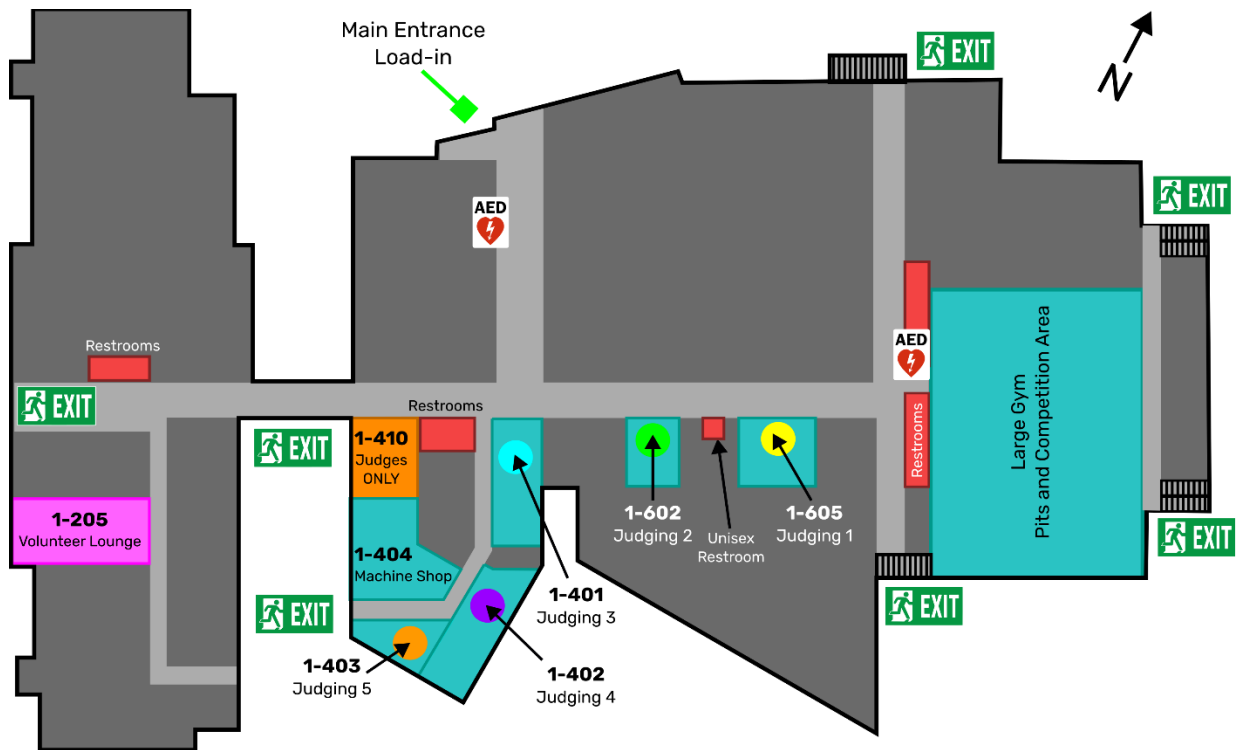 Main Entrance
Load-in
EXIT
N
EXIT
AED
Restrooms
AED
Large Gym
Pits and Competition Area
EXIT
Restrooms
Restrooms
EXIT
1-410
Judges
ONLY
1-205
Volunteer Lounge
1-404
Machine Shop
1-602
Judging 2
Unisex
Restroom
1-605
Judging 1
EXIT
EXIT
EXIT
1-401
Judging 3
1-403
Judging 5
1-402
Judging 4